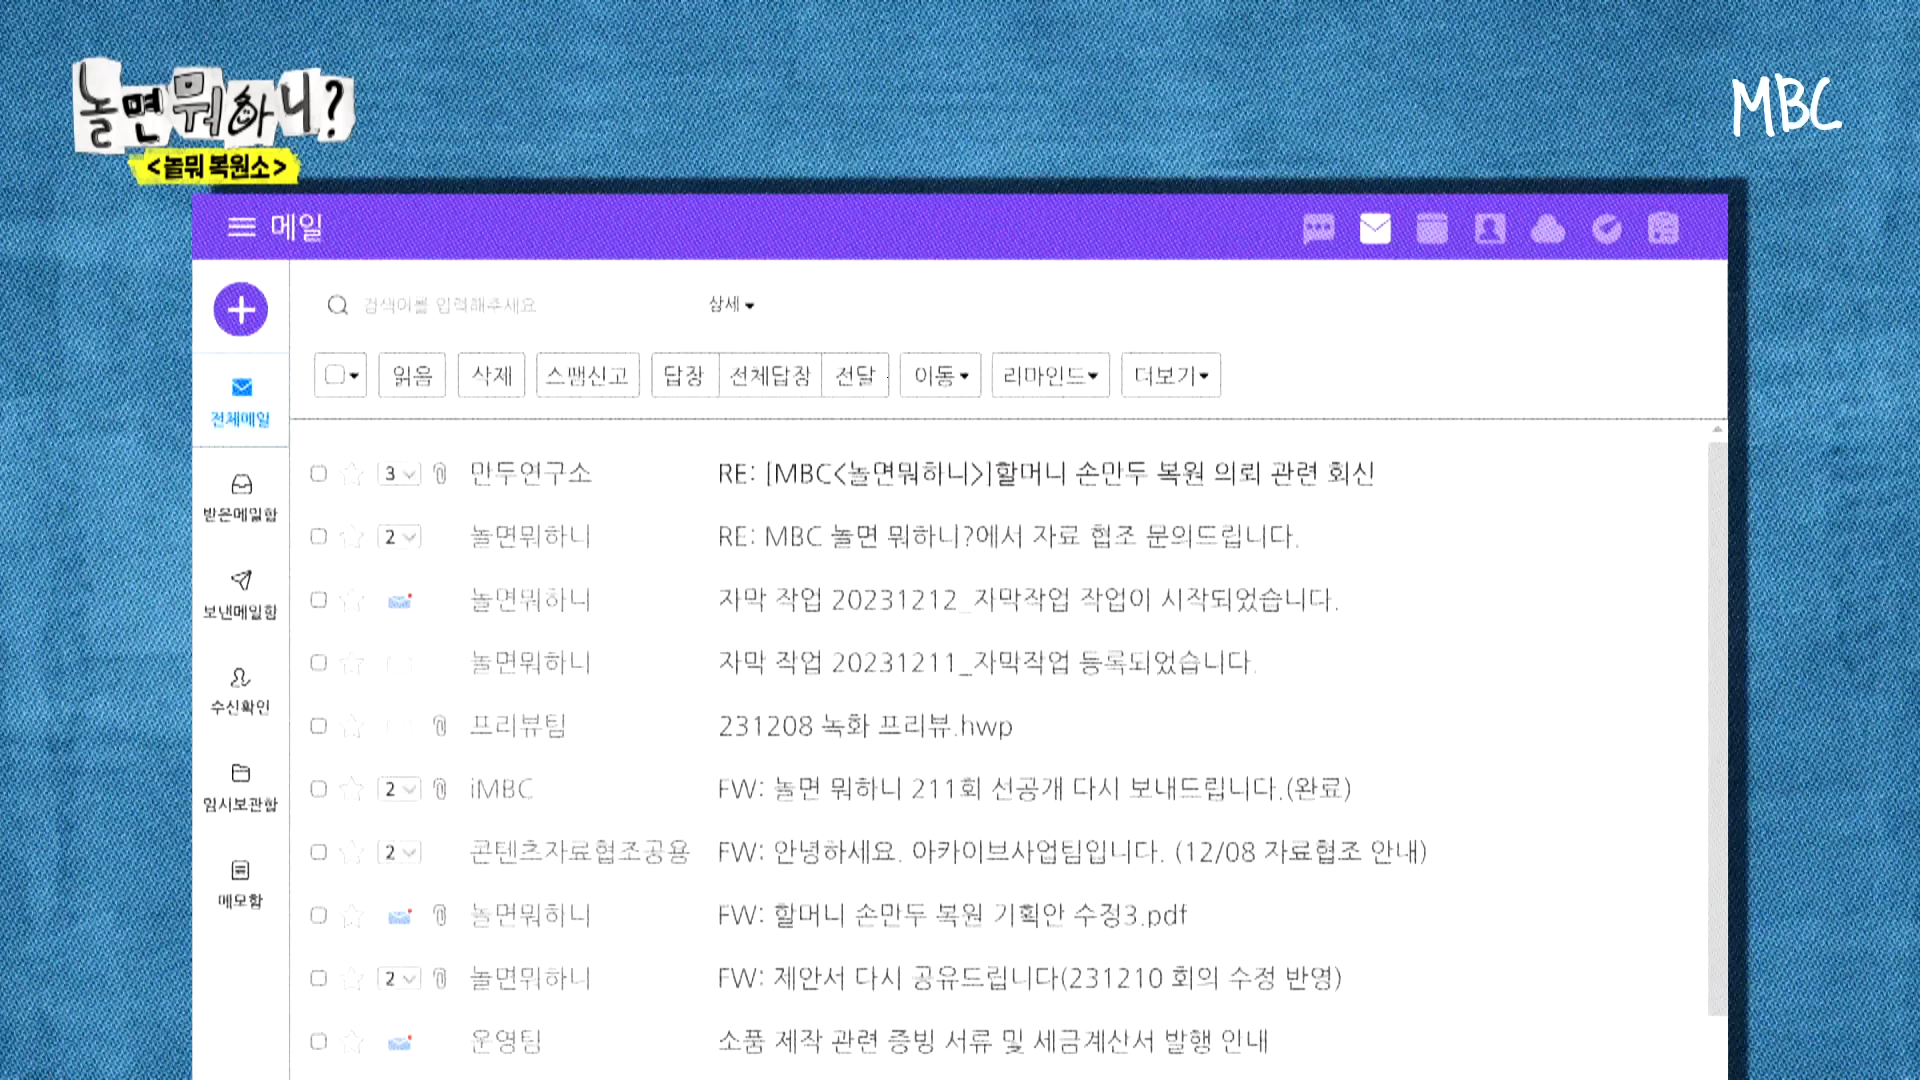 놀면 뭐하니?
<놀뭐 복원소>
MBC
메일
검색어를 입력해주세요
상세
읽음 삭제 스팸신고 답장 전체답장 전달 이동 리마인드 더보기
전체메일
받은메일함
보낸메일함
수신확인
임시보관함
메모함
3 만두연구소 RE: [MBC<놀면뭐하니>]할머니 손만두 복원 의뢰 관련 회신
2 놀면뭐하니 RE: MBC 놀면 뭐하니?에서 자료 협조 문의드립니다.
놀면뭐하니 자막 작업 20231212_자막작업 작업이 시작되었습니다.
놀면뭐하니 자막 작업 20231211_자막작업 등록되었습니다.
프리뷰팀 231208 녹화 프리뷰.hwp
2 iMBC FW: 놀면 뭐하니 211회 선공개 다시 보내드립니다.(완료)
2 콘텐츠자료협조공용 FW: 안녕하세요. 아카이브사업팀입니다. (12/08 자료협조 안내)
놀면뭐하니 FW: 할머니 손만두 복원 기획안 수정3.pdf
2 놀면뭐하니 FW: 제안서 다시 공유드립니다(231210 회의 수정 반영)
운영팀 소품 제작 관련 증빙 서류 및 세금계산서 발행 안내